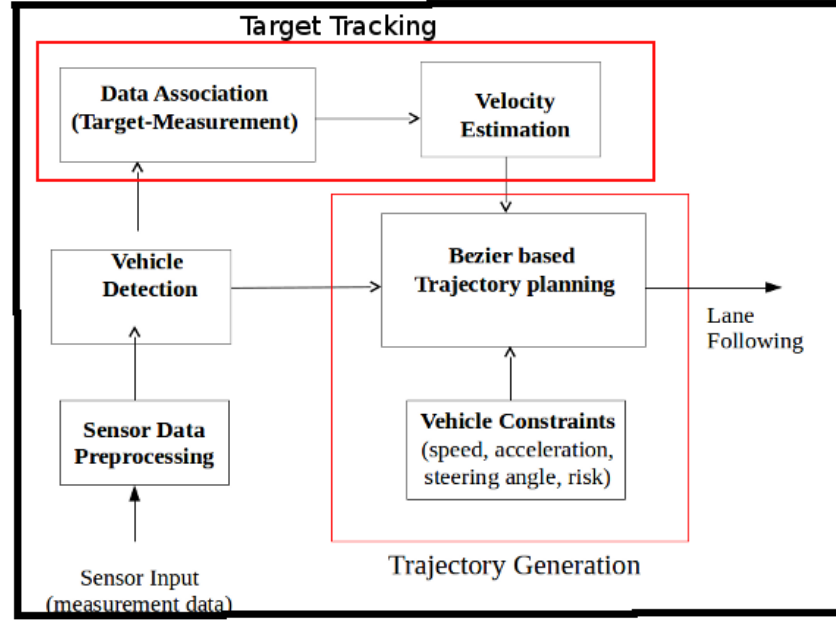 Target Tracking
Data Association
(Target-Measurement)
Velocity
Estimation
Vehicle
Detection
Bezier based
Trajectory planning
Lane
Following
Sensor Data
Preprocessing
Vehicle Constraints
(speed, acceleration,
steering angle, risk)
Trajectory Generation
Sensor Input
(measurement data)